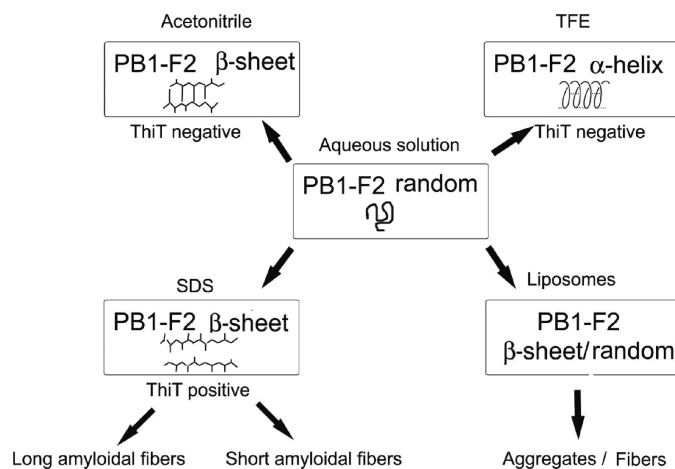 Acetonitrile
TFE
PB1-F2 β-sheet
PB1-F2 α-helix
ThiT negative
ThiT negative
Aqueous solution
PB1-F2 random
SDS
Liposomes
PB1-F2 β-sheet
PB1-F2
β-sheet/random
ThiT positive
Long amyloidal fibers
Short amyloidal fibers
Aggregates / Fibers